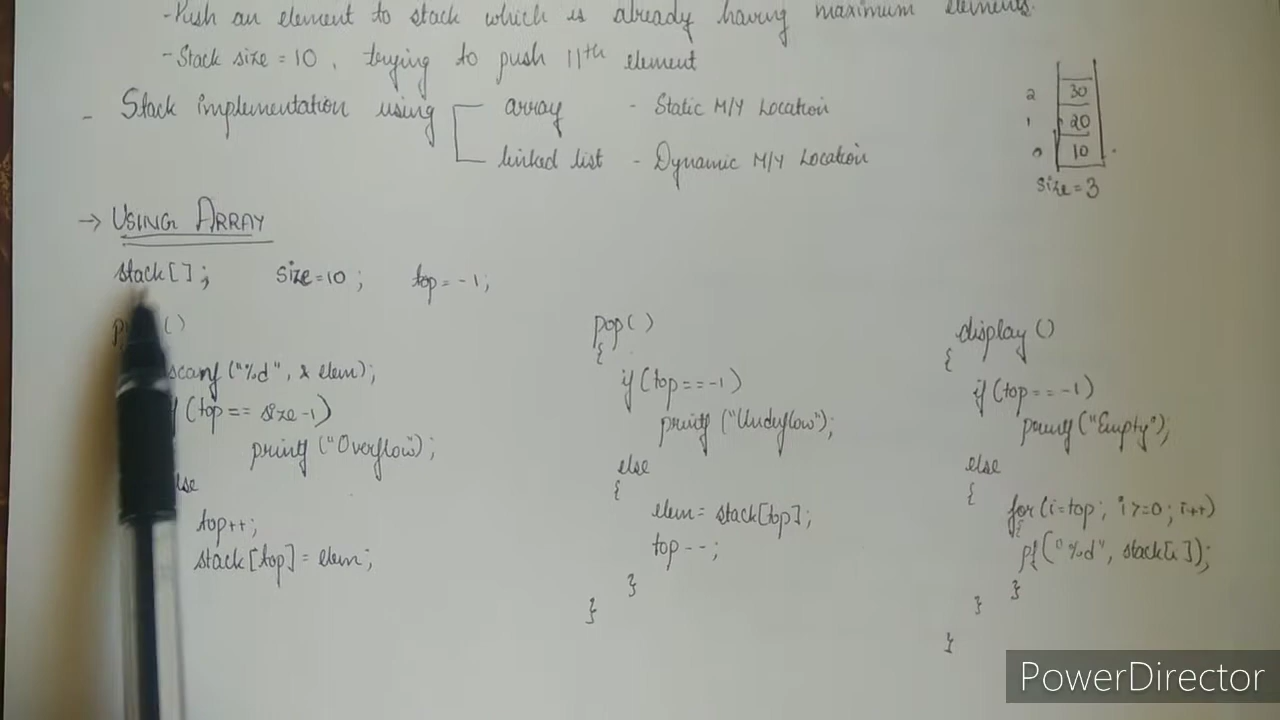 -Push an element to stack which is already having maximum elements.
-Stack size = 10 , trying to push 11th element
- Stack implementation using
array - Static M/Y Location
linked list - Dynamic M/Y Location
2 30
1 20
0 10
size=3
→ USING ARRAY
stack[]; size=10; top=-1;
()
scanf("%d", & elem);
(top == size-1)
printf("Overflow");
lse
top++;
stack[top]=elem;
pop()
{
if(top==-1)
printf("Underflow");
else
{
elem= stack[top];
top--;
}
}
display()
{
if(top==-1)
printf("Empty");
else
{
for(i=top; i>=0; i++)
{
pf("%d", stack[i]);
}
}
}
PowerDirector